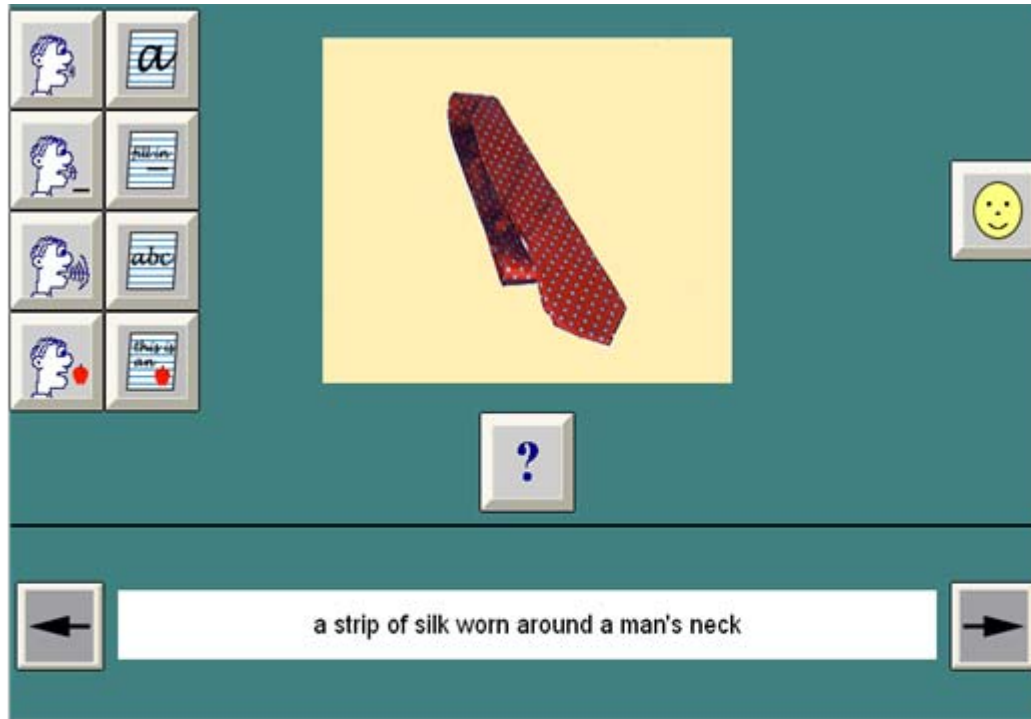 a
fill-in
abc
this is
an
?
a strip of silk worn around a man's neck